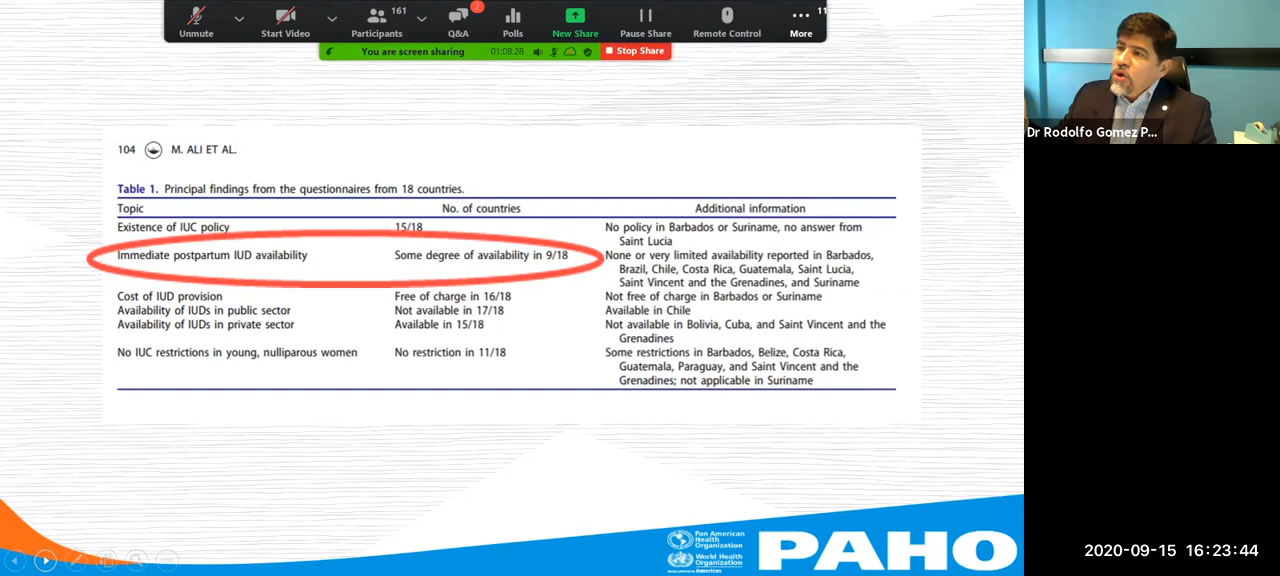 161
2
11
Unmute
Start Video
Participants
Q&A
Polls
New Share
Pause Share
Remote Control
More
You are screen sharing
01:08:28
Stop Share
Dr Rodolfo Gomez P...
104
M. ALI ET AL.
Table 1. Principal findings from the questionnaires from 18 countries.
Topic No. of countries Additional information
Existence of IUC policy 15/18 No policy in Barbados or Suriname, no answer from
Saint Lucia
Immediate postpartum IUD availability Some degree of availability in 9/18 None or very limited availability reported in Barbados,
Brazil, Chile, Costa Rica, Guatemala, Saint Lucia,
Saint Vincent and the Grenadines, and Suriname
Cost of IUD provision Free of charge in 16/18 Not free of charge in Barbados or Suriname
Availability of IUDs in public sector Not available in 17/18 Available in Chile
Availability of IUDs in private sector Available in 15/18 Not available in Bolivia, Cuba, and Saint Vincent and the
Grenadines
No IUC restrictions in young, nulliparous women No restriction in 11/18 Some restrictions in Barbados, Belize, Costa Rica,
Guatemala, Paraguay, and Saint Vincent and the
Grenadines; not applicable in Suriname
Pan American
Health
Organization
World Health
Organization
Americas
PAHO
2020-09-15 16:23:44